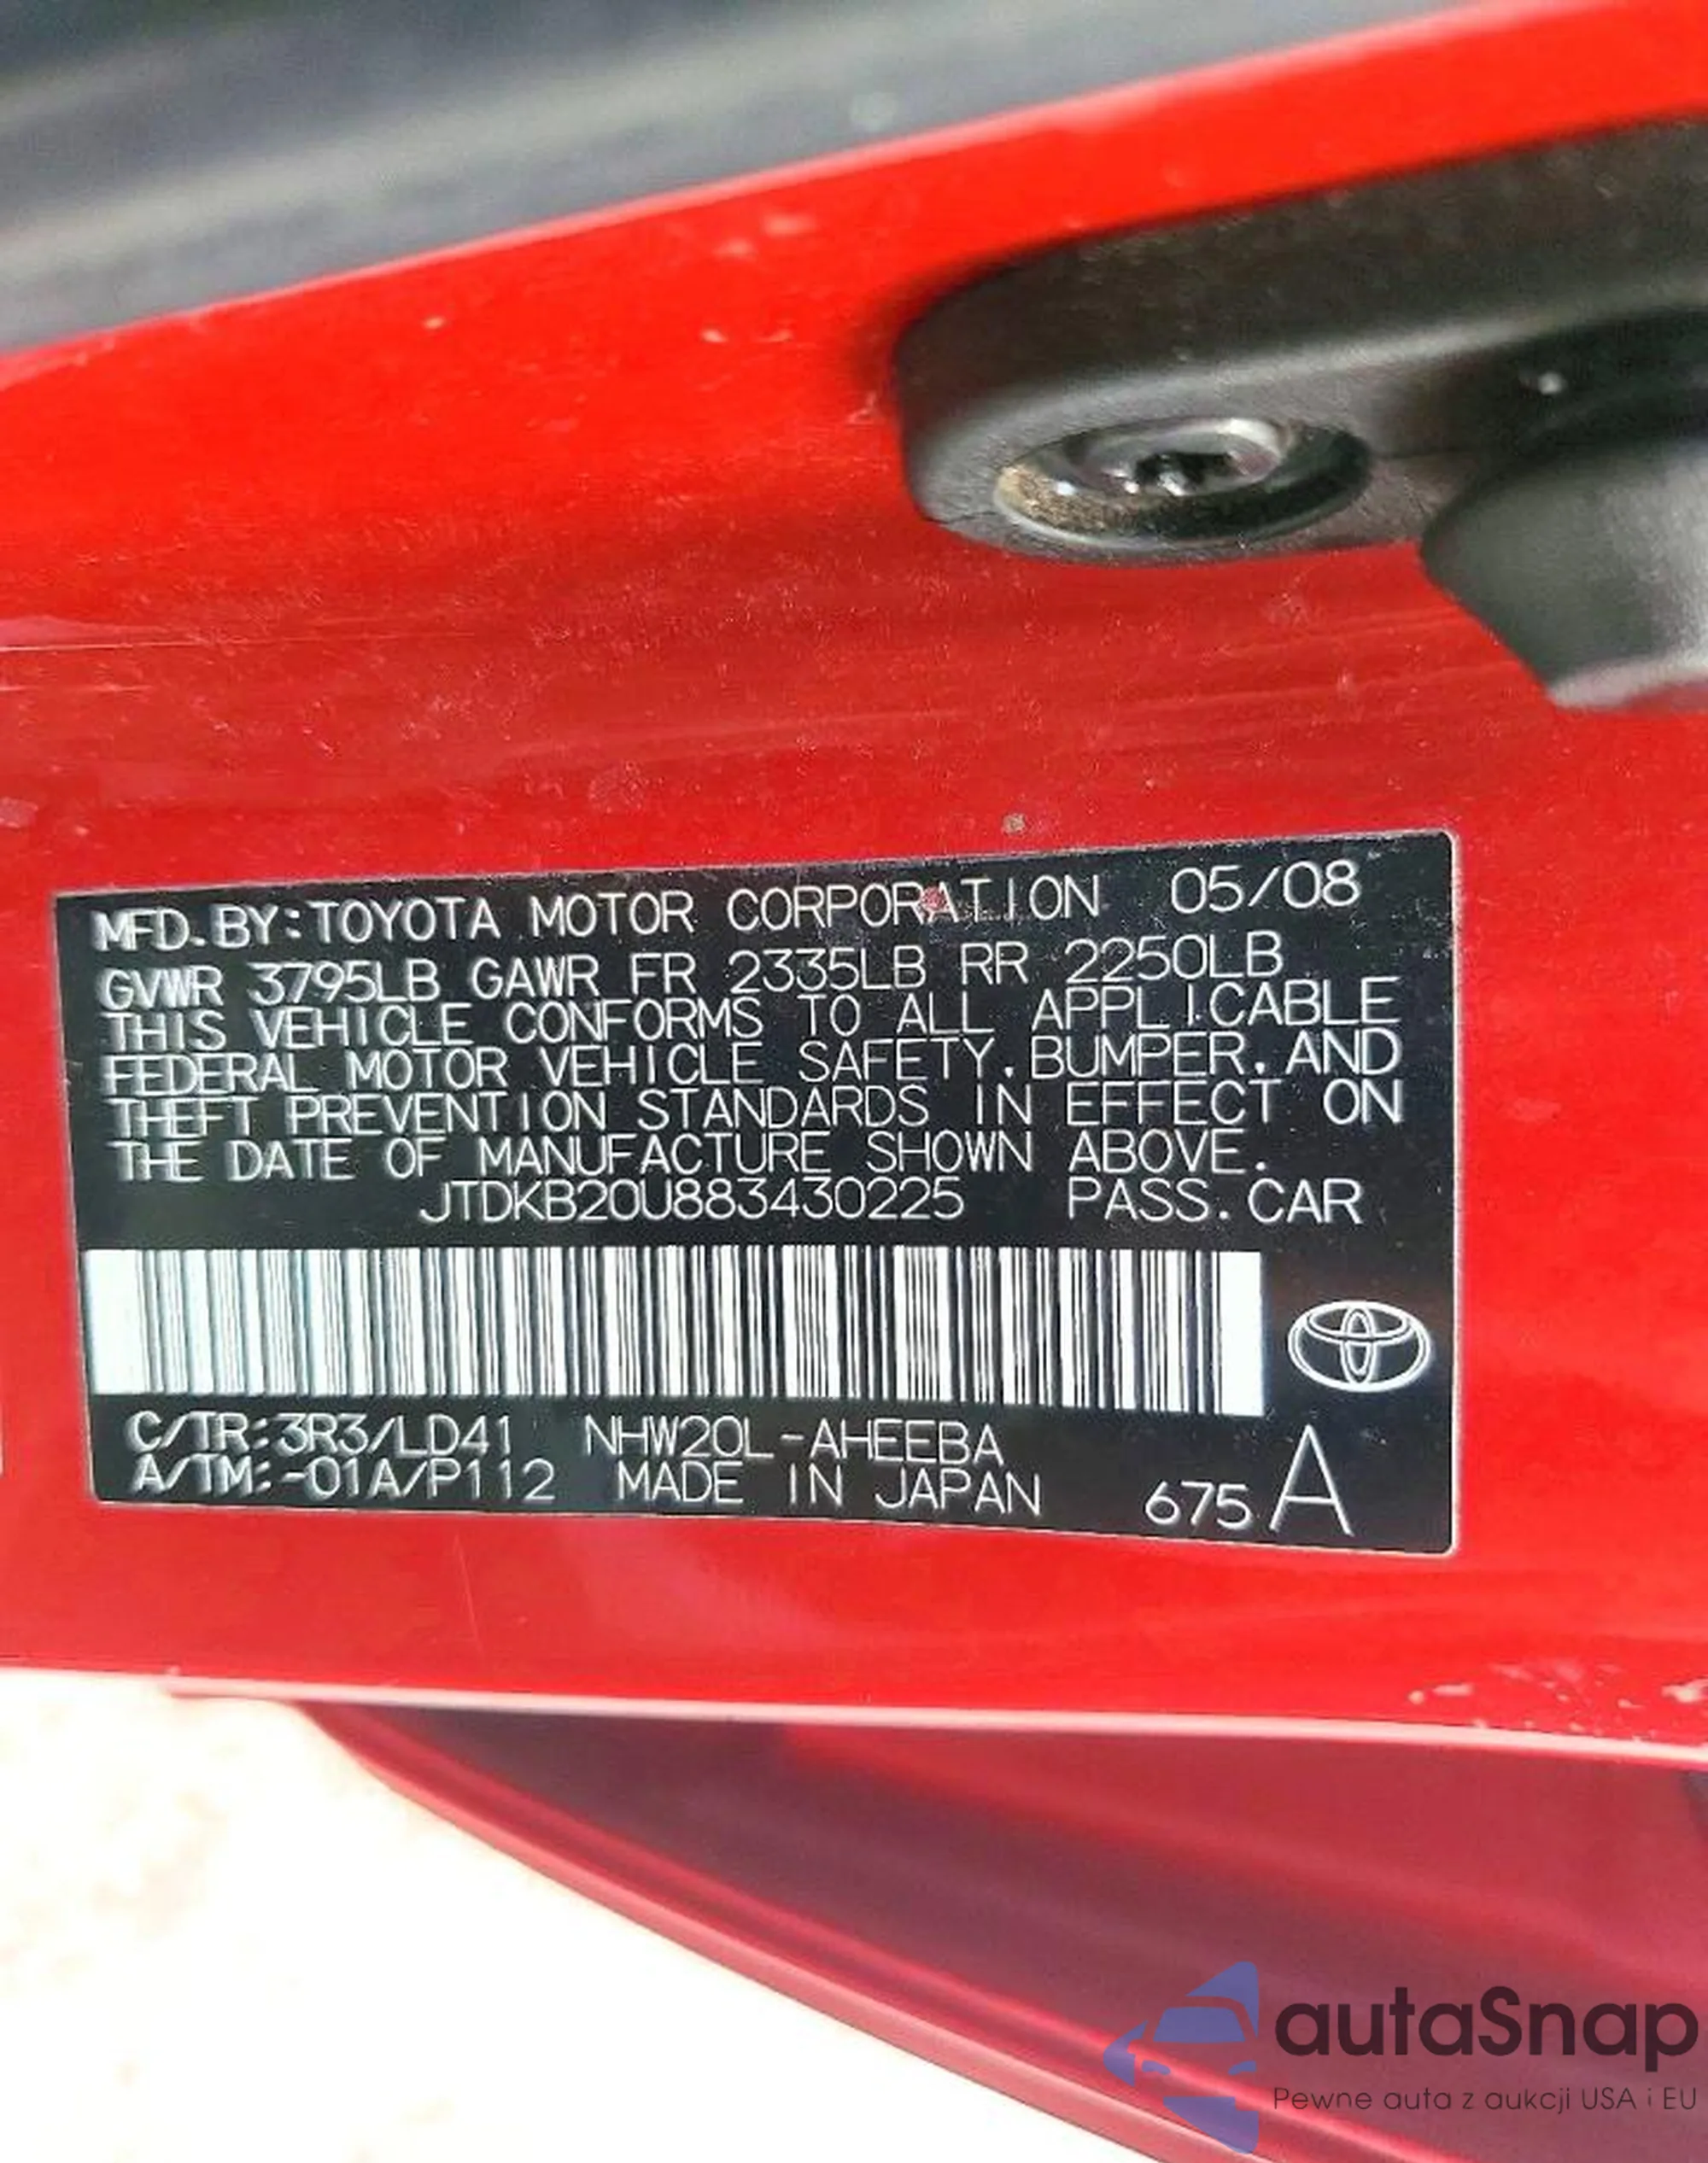 MFD.BY:TOYOTA MOTOR CORPORATION 05/08
GVWR 3795LB GAWR FR 2335LB RR 2250LB
THIS VEHICLE CONFORMS TO ALL APPLICABLE
FEDERAL MOTOR VEHICLE SAFETY, BUMPER, AND
THEFT PREVENTION STANDARDS IN EFFECT ON
THE DATE OF MANUFACTURE SHOWN ABOVE.
JTDKB20U883430225 PASS. CAR
C/TR:3R3/LD41 NHW20L-AHEEBA
A/TM:-01A/P112 MADE IN JAPAN 675 A
autaSnap
Pewne auta z aukcji USA i EU